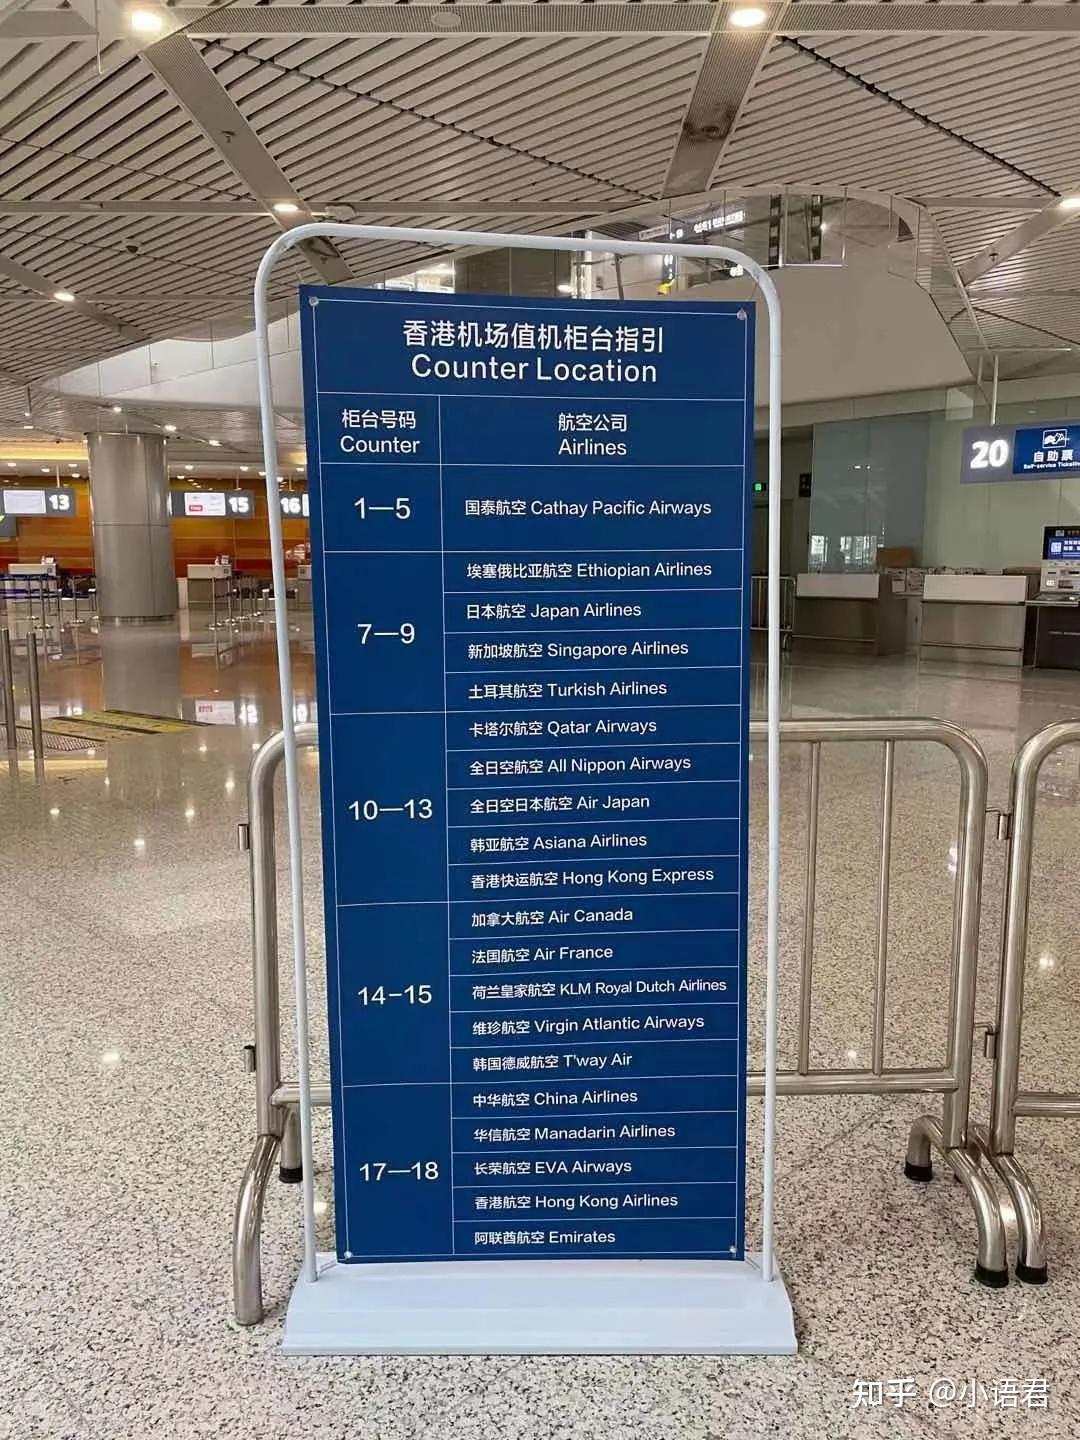 香港机场值机柜台指引
Counter Location
柜台号码
Counter
航空公司
Airlines
1—5
国泰航空 Cathay Pacific Airways
7—9
埃塞俄比亚航空 Ethiopian Airlines
日本航空 Japan Airlines
新加坡航空 Singapore Airlines
土耳其航空 Turkish Airlines
10—13
卡塔尔航空 Qatar Airways
全日空航空 All Nippon Airways
全日空日本航空 Air Japan
韩亚航空 Asiana Airlines
香港快运航空 Hong Kong Express
14-15
加拿大航空 Air Canada
法国航空 Air France
荷兰皇家航空 KLM Royal Dutch Airlines
维珍航空 Virgin Atlantic Airways
韩国德威航空 T'way Air
17—18
中华航空 China Airlines
华信航空 Manadarin Airlines
长荣航空 EVA Airways
香港航空 Hong Kong Airlines
阿联酋航空 Emirates
13
15
16
20
自助票
Self-service Ticketing
知乎 @小语君